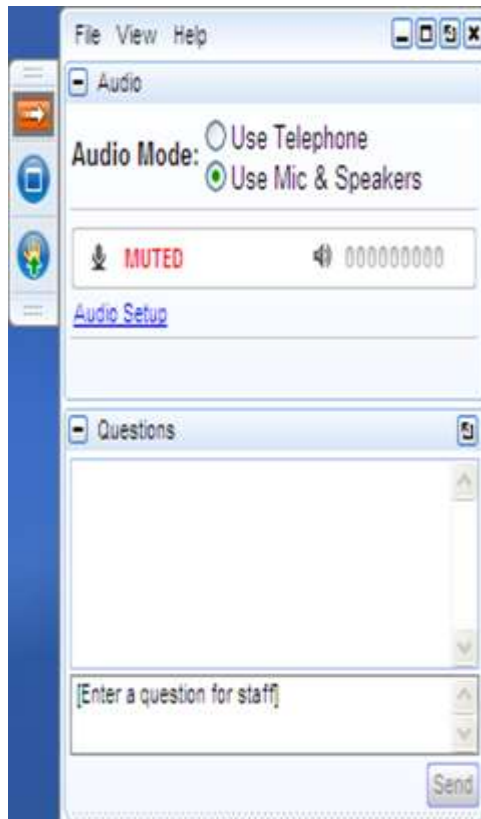 File View Help
Audio
Audio Mode: Use Telephone
Use Mic & Speakers
MUTED 000000000
Audio Setup
Questions
[Enter a question for staff]
Send